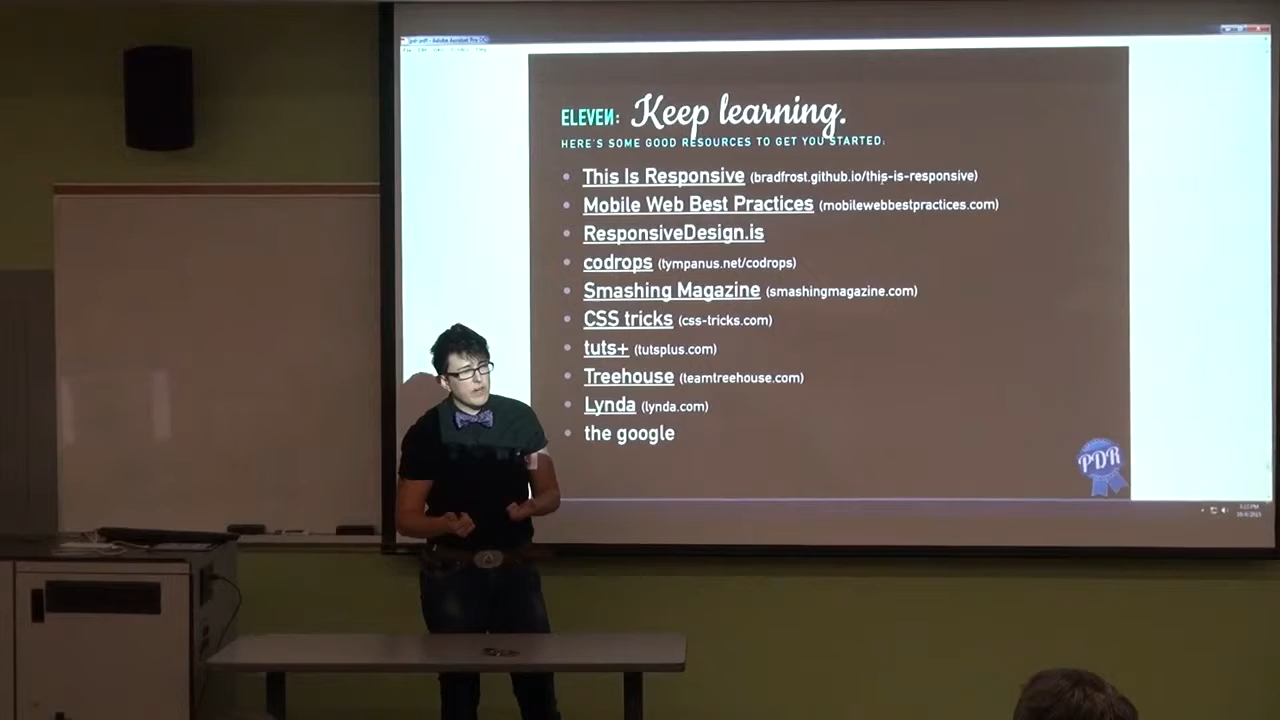 ELEVEN: Keep learning.
HERE'S SOME GOOD RESOURCES TO GET YOU STARTED:
• This Is Responsive (bradfrost.github.io/this-is-responsive)
• Mobile Web Best Practices (mobilewebbestpractices.com)
• ResponsiveDesign.is
• codrops (tympanus.net/codrops)
• Smashing Magazine (smashingmagazine.com)
• CSS tricks (css-tricks.com)
• tuts+ (tutsplus.com)
• Treehouse (teamtreehouse.com)
• Lynda (lynda.com)
• the google
PDR